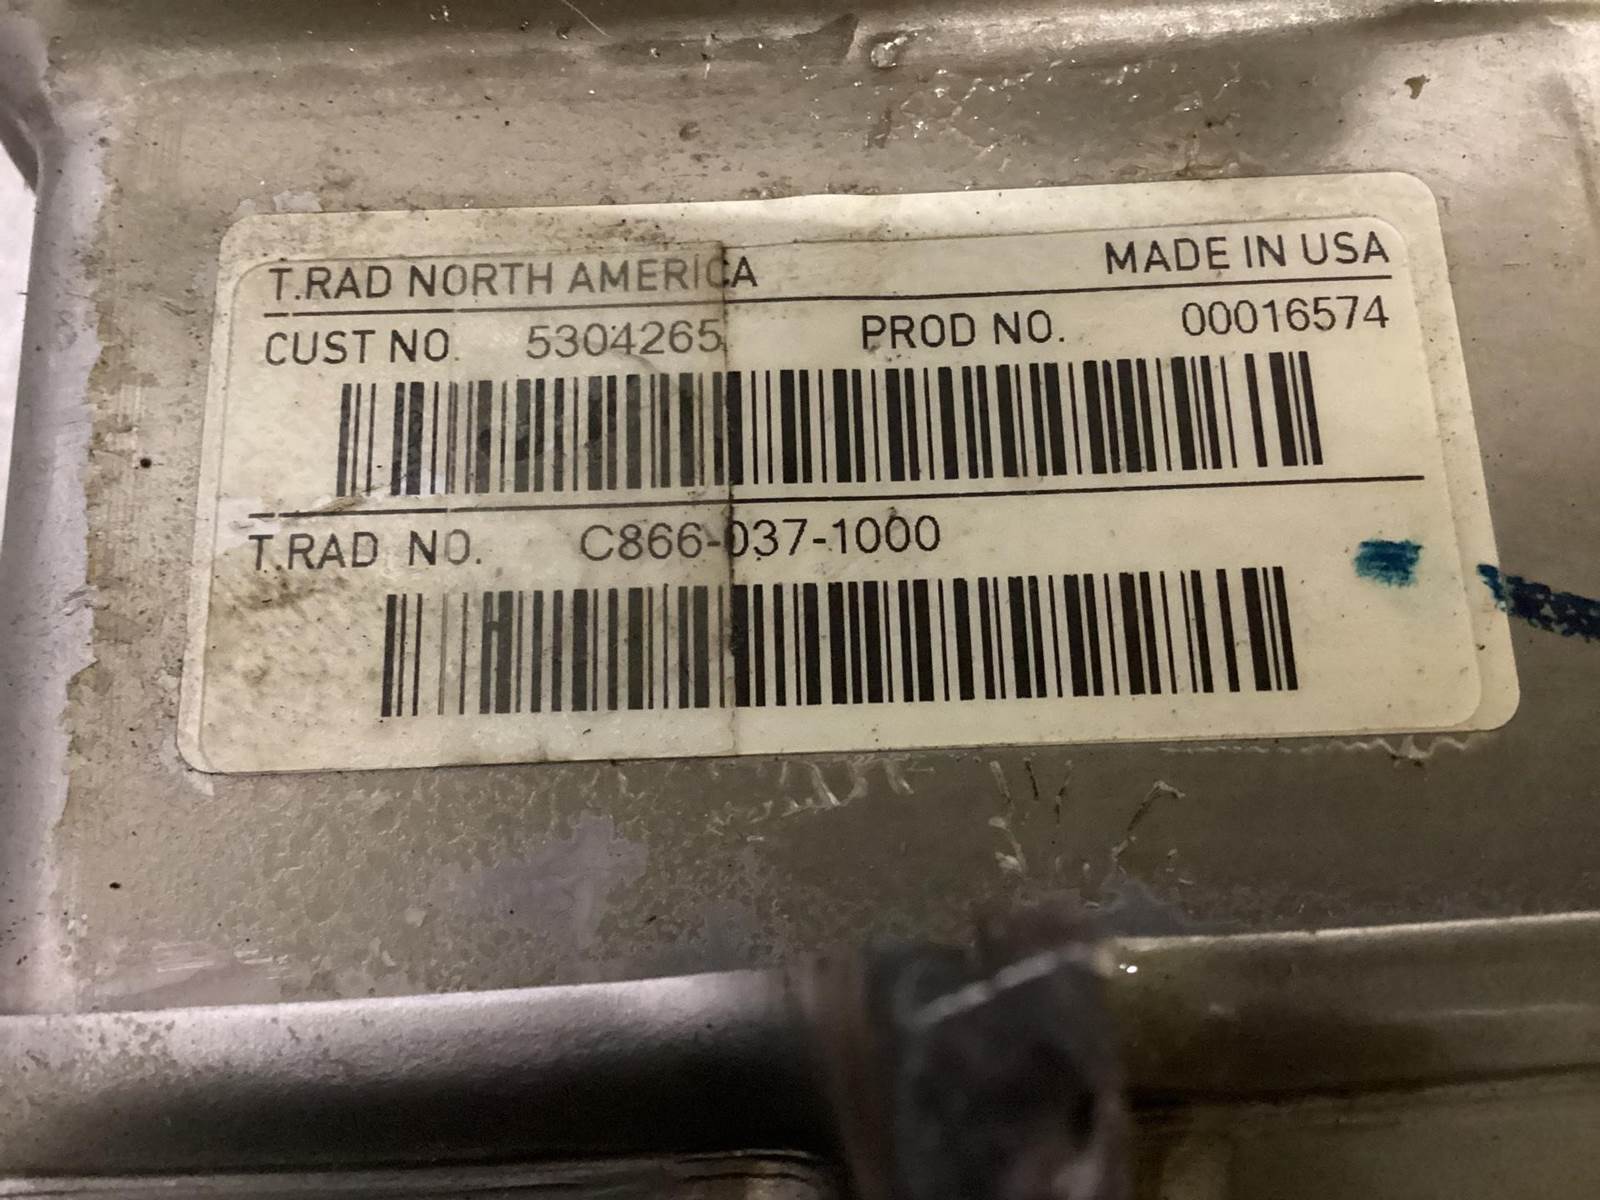 T.RAD NORTH AMERICA MADE IN USA
CUST NO. 5304265 PROD NO. 00016574
T.RAD NO. C866-037-1000